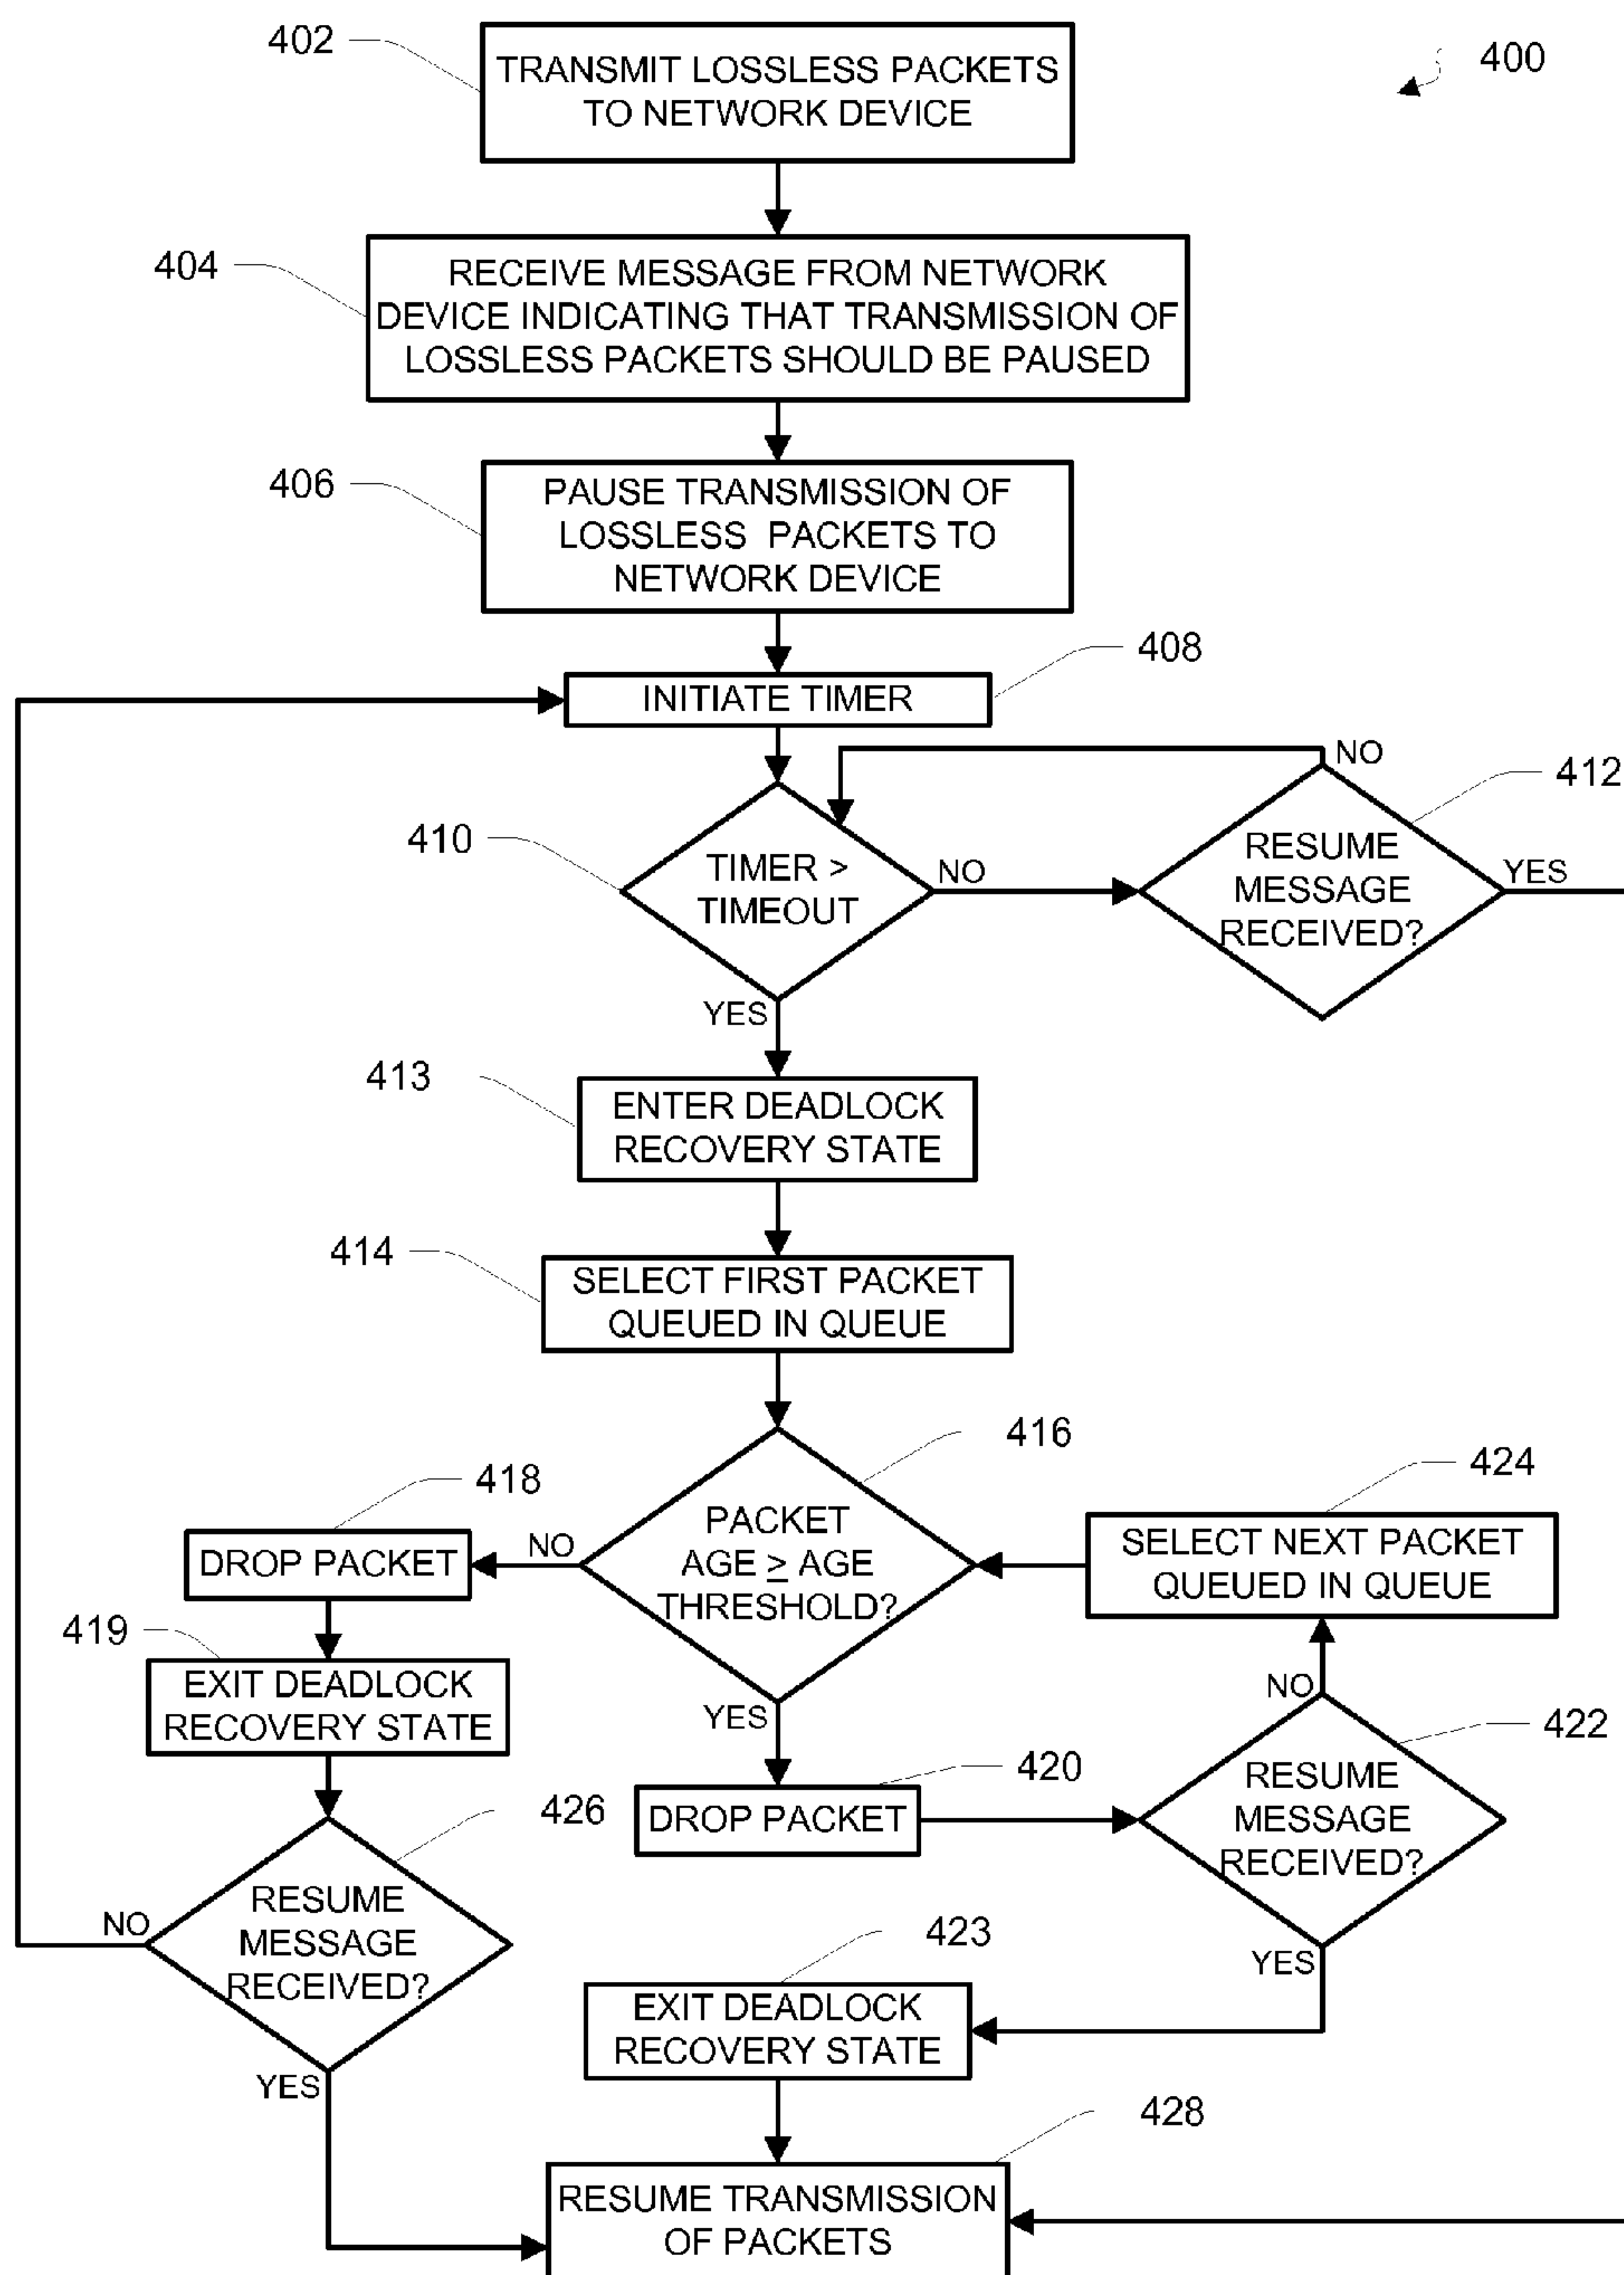 402
TRANSMIT LOSSLESS PACKETS
TO NETWORK DEVICE
400
404
RECEIVE MESSAGE FROM NETWORK
DEVICE INDICATING THAT TRANSMISSION OF
LOSSLESS PACKETS SHOULD BE PAUSED
406
PAUSE TRANSMISSION OF
LOSSLESS PACKETS TO
NETWORK DEVICE
408
INITIATE TIMER
410
TIMER >
TIMEOUT
NO
YES
412
RESUME
MESSAGE
RECEIVED?
NO
YES
413
ENTER DEADLOCK
RECOVERY STATE
414
SELECT FIRST PACKET
QUEUED IN QUEUE
416
PACKET
AGE ≥ AGE
THRESHOLD?
NO
YES
418
DROP PACKET
419
EXIT DEADLOCK
RECOVERY STATE
420
DROP PACKET
424
SELECT NEXT PACKET
QUEUED IN QUEUE
422
RESUME
MESSAGE
RECEIVED?
NO
YES
426
RESUME
MESSAGE
RECEIVED?
NO
YES
423
EXIT DEADLOCK
RECOVERY STATE
428
RESUME TRANSMISSION
OF PACKETS